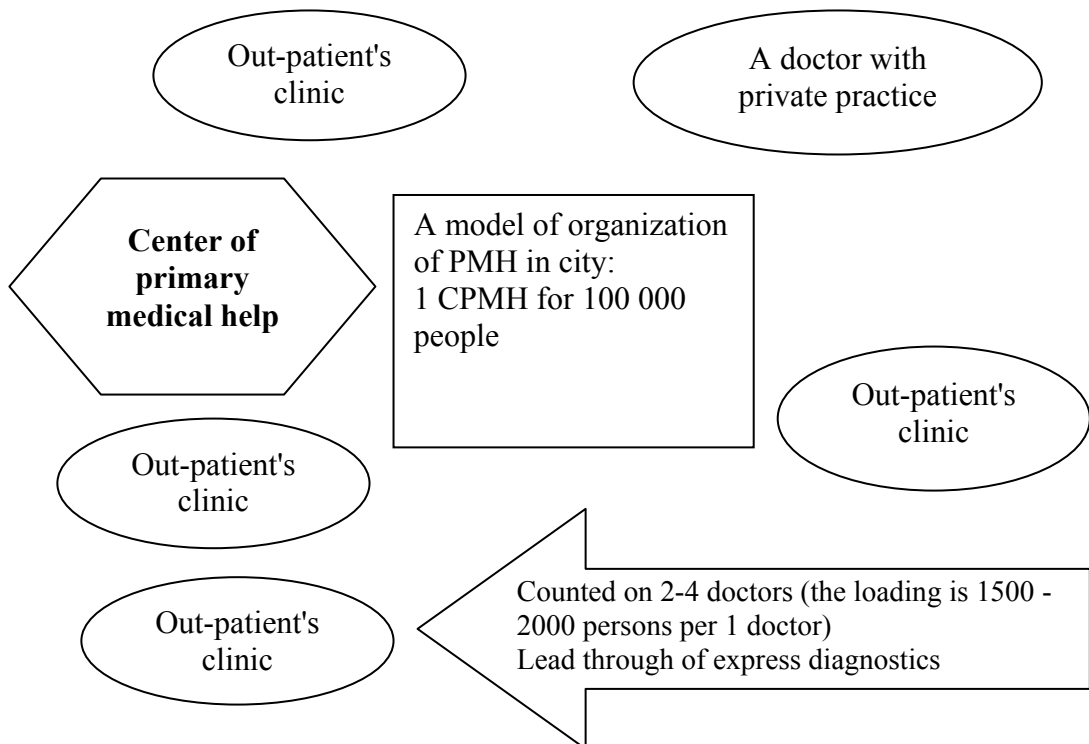 Out-patient's
clinic
A doctor with
private practice
Center of
primary
medical help
A model of organization
of PMH in city:
1 CPMH for 100 000
people
Out-patient's
clinic
Out-patient's
clinic
Out-patient's
clinic
Counted on 2-4 doctors (the loading is 1500 -
2000 persons per 1 doctor)
Lead through of express diagnostics